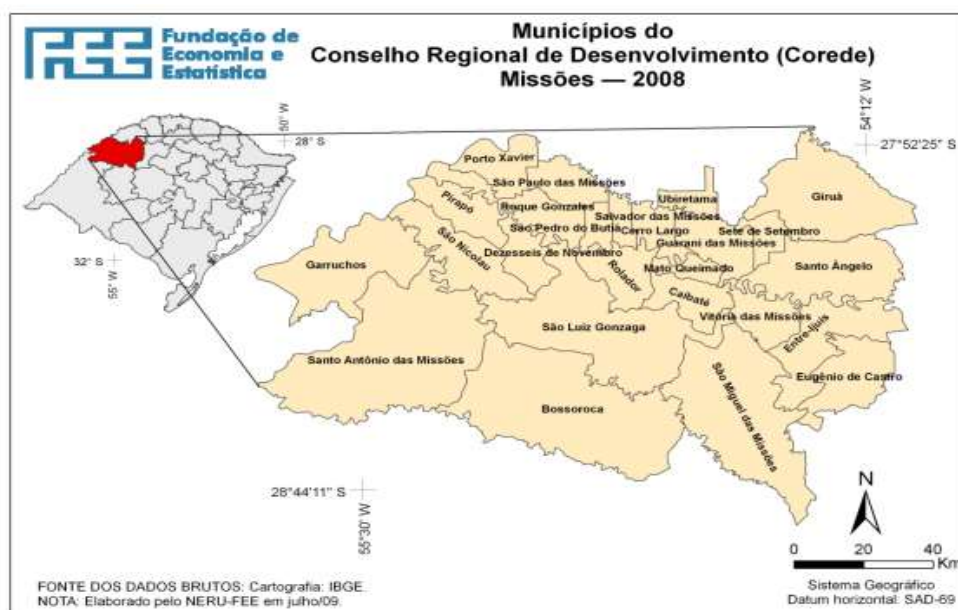 FEE
Fundação de
Economia e
Estatística
Municípios do
Conselho Regional de Desenvolvimento (Corede)
Missões — 2008
50° W
28° S
54°12' W
27°52'25'' S
32° S
55° W
Porto Xavier
São Paulo das Missões
Ubiretama
Giruá
Pirapó
Roque Gonzales
Salvador das Missões
São Pedro do Butiá
Cerro Largo
Sete de Setembro
Guarani das Missões
São Nicolau
Dezesseis de Novembro
Garruchos
Rolador
Mato Queimado
Santo Ângelo
Caibaté
Vitória das Missões
São Luiz Gonzaga
Entre-Ijuís
Santo Antônio das Missões
Eugênio de Castro
Bossoroca
São Miguel das Missões
28°44'11'' S
55°30' W
N
0 20 40
Km
Sistema Geográfico
Datum horizontal: SAD-69
FONTE DOS DADOS BRUTOS: Cartografia: IBGE.
NOTA: Elaborado pelo NERU-FEE em julho/09.